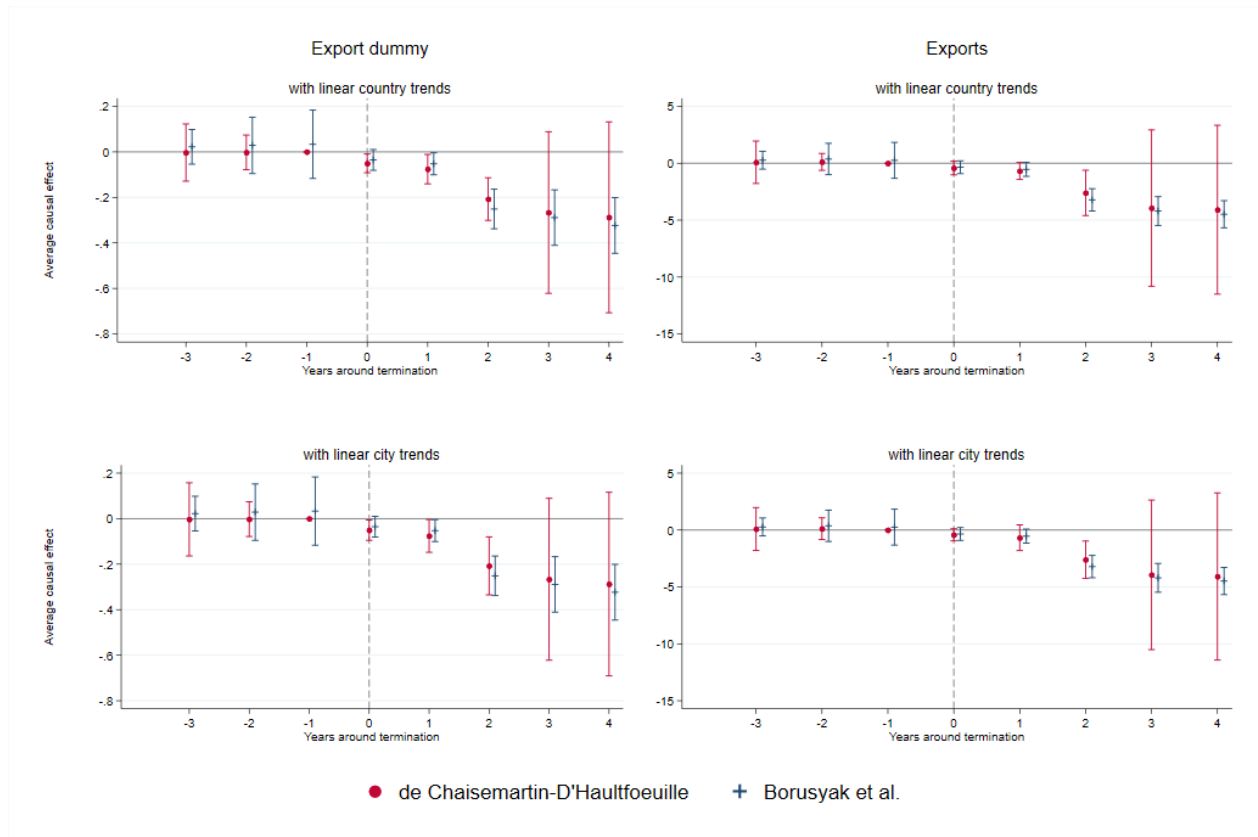 Export dummy
Exports
with linear country trends
with linear country trends
Average causal effect
.2
0
-.2
-.4
-.6
-.8
-3 -2 -1 0 1 2 3 4
Years around termination
5
0
-5
-10
-15
-3 -2 -1 0 1 2 3 4
Years around termination
with linear city trends
with linear city trends
Average causal effect
.2
0
-.2
-.4
-.6
-.8
-3 -2 -1 0 1 2 3 4
Years around termination
5
0
-5
-10
-15
-3 -2 -1 0 1 2 3 4
Years around termination
de Chaisemartin-D'Haultfoeuille
Borusyak et al.